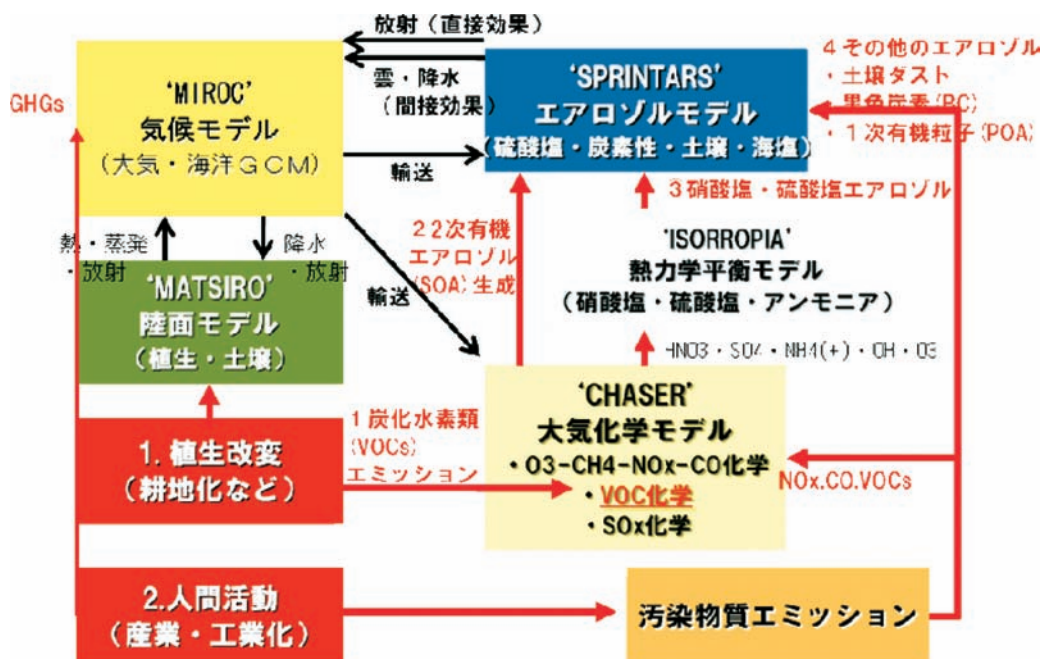 放射（直接効果）
雲・降水
（間接効果）
GHGs
‘MIROC’
気候モデル
（大気・海洋GCM）
輸送
‘SPRINTARS’
エアロゾルモデル
（硫酸塩・炭素性・土壌・海塩）
4その他のエアロゾル
・土壌ダスト
・黒色炭素(BC)
・1次有機粒子(POA)
③硝酸塩・硫酸塩エアロゾル
熱・蒸発
・放射
降水
・放射
22次有機
エアロゾル
(SOA)生成
輸送
‘ISORROPIA’
熱力学平衡モデル
（硝酸塩・硫酸塩・アンモニア）
HNO3・SO4・NH4(+)・OH・O3
‘MATSIRO’
陸面モデル
（植生・土壌）
‘CHASER’
大気化学モデル
・O3-CH4-NOx-CO化学
・VOC化学
・SOx化学
1炭化水素類
(VOCs)
エミッション
NOx.CO.VOCs
1. 植生改変
（耕地化など）
2.人間活動
（産業・工業化）
汚染物質エミッション